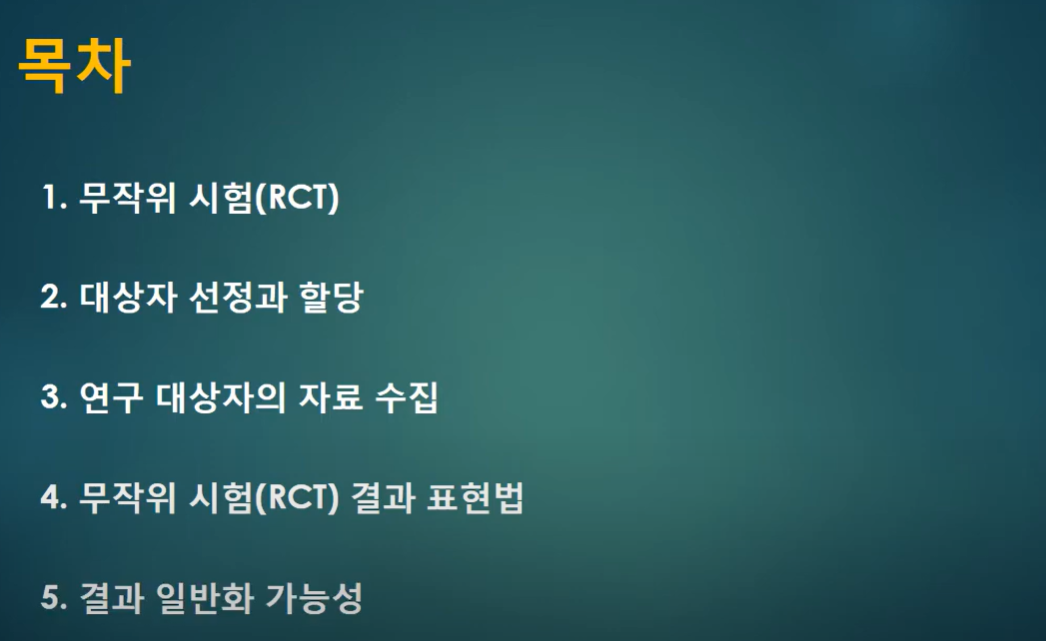 목차
1. 무작위 시험(RCT)
2. 대상자 선정과 할당
3. 연구 대상자의 자료 수집
4. 무작위 시험(RCT) 결과 표현법
5. 결과 일반화 가능성